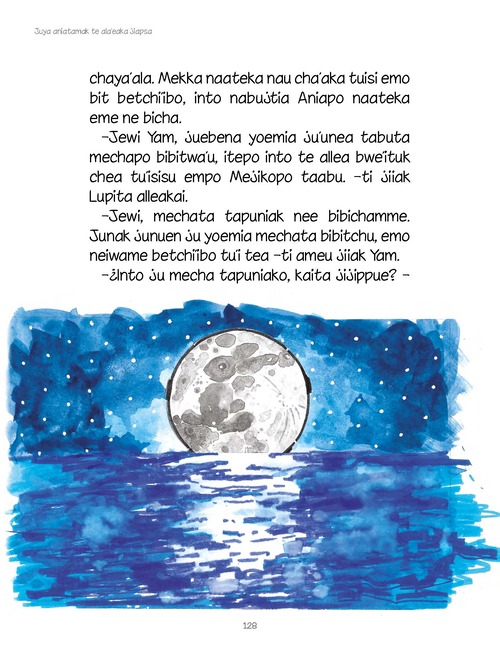 Juya aniatamak te ala'eaka jiapsa
chaya'ala. Mekka naateka nau cha'aka tuisi emo
bit betchi'ibo, into nabujtia Aniapo naateka
eme ne bicha.
–Jewi Yam, juebena yoemia ju'unea tabuta
mechapo bibitwa'u, itepo into te allea bwe'ituk
chea tu'isisu empo Mejikopo taabu. –ti jiiak
Lupita alleakai.
–Jewi, mechata tapuniak nee bibichamme.
Junak junuen ju yoemia mechata bibitchu, emo
neiwame betchi'ibo tu'i tea –ti ameu jiiak Yam.
–¿Into ju mecha tapuniako, kaita jijippue? –
128